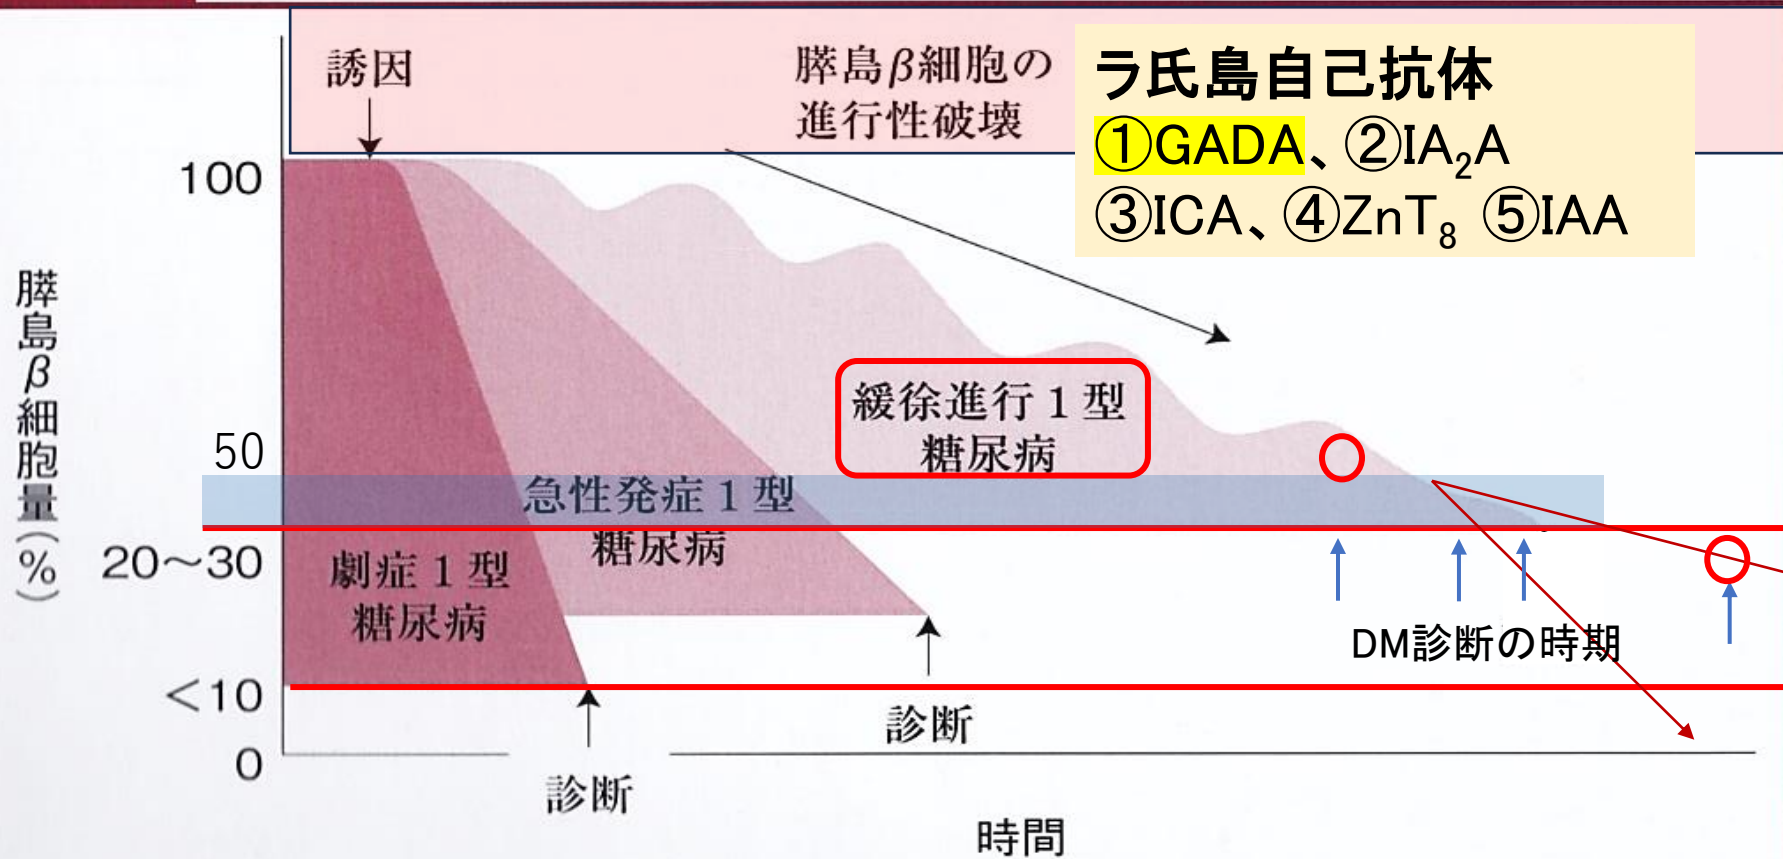 誘因
膵島β細胞の
進行性破壊
ラ氏島自己抗体
①GADA、②IA₂A
③ICA、④ZnT₈ ⑤IAA
膵島β細胞量(%)
100
50
20〜30
<10
0
緩徐進行1型
糖尿病
急性発症1型
糖尿病
劇症1型
糖尿病
DM診断の時期
診断
診断
時間